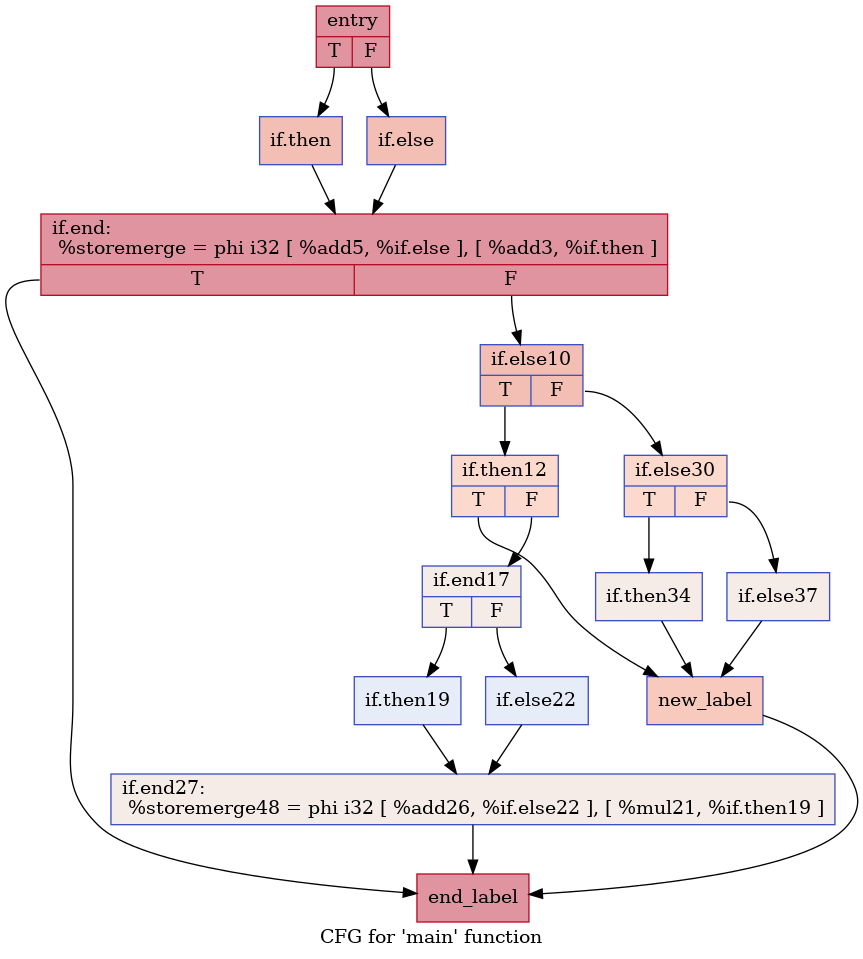 entry
T F
if.then if.else
if.end:
%storemerge = phi i32 [ %add5, %if.else ], [ %add3, %if.then ]
T F
if.else10
T F
if.then12 if.else30
T F T F
if.end17 if.then34 if.else37
T F
if.then19 if.else22 new_label
if.end27:
%storemerge48 = phi i32 [ %add26, %if.else22 ], [ %mul21, %if.then19 ]
end_label
CFG for 'main' function